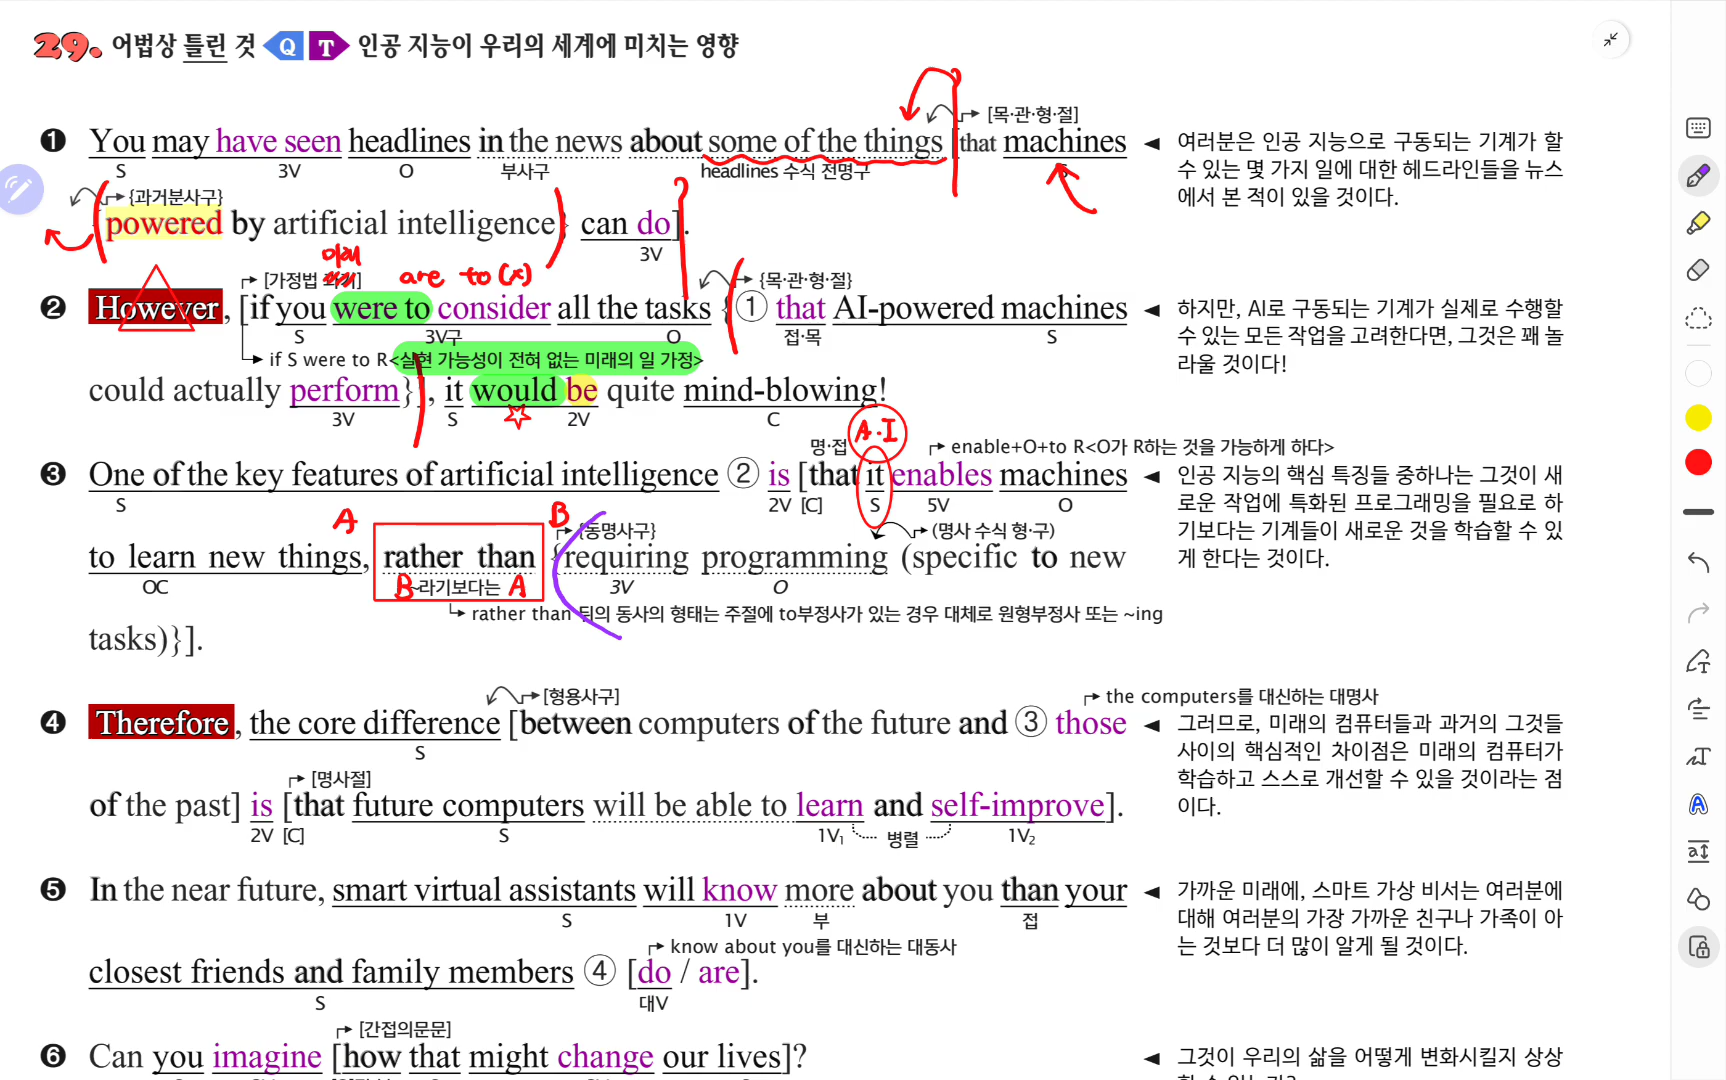 29. 어법상 틀린 것 Q T 인공 지능이 우리의 세계에 미치는 영향
[목·관·형·절]
❶ You may have seen headlines in the news about some of the things [that machines
S 3V O 부사구 headlines 수식 전명구 S
{과거분사구}
{powered by artificial intelligence} can do].
3V
여러분은 인공 지능으로 구동되는 기계가 할
수 있는 몇 가지 일에 대한 헤드라인들을 뉴스
에서 본 적이 있을 것이다.
미래
[가정법 과거] are to (x) {목·관·형·절}
❷ However, [if you were to consider all the tasks {① that AI-powered machines
S 3V구 O 접·목 S
if S were to R<실현 가능성이 전혀 없는 미래의 일 가정>
could actually perform}], it would be quite mind-blowing!
3V S 2V C
하지만, AI로 구동되는 기계가 실제로 수행할
수 있는 모든 작업을 고려한다면, 그것은 꽤 놀
라울 것이다!
명·접 A.I enable+O+to R<O가 R하는 것을 가능하게 하다>
❸ One of the key features of artificial intelligence ② is [that it enables machines
S 2V [C] S 5V O
A B {동명사구} (명사 수식 형·구)
to learn new things, rather than {requiring programming (specific to new
OC B ~라기보다는 A 3V O
rather than 뒤의 동사의 형태는 주절에 to부정사가 있는 경우 대체로 원형부정사 또는 ~ing
tasks)}].
인공 지능의 핵심 특징들 중하나는 그것이 새
로운 작업에 특화된 프로그래밍을 필요로 하
기보다는 기계들이 새로운 것을 학습할 수 있
게 한다는 것이다.
[형용사구] the computers를 대신하는 대명사
❹ Therefore, the core difference [between computers of the future and ③ those
S
[명사절]
of the past] is [that future computers will be able to learn and self-improve].
2V [C] S 1V₁ 병렬 1V₂
그러므로, 미래의 컴퓨터들과 과거의 그것들
사이의 핵심적인 차이점은 미래의 컴퓨터가
학습하고 스스로 개선할 수 있을 것이라는 점
이다.
❺ In the near future, smart virtual assistants will know more about you than your
S 1V 부 접
know about you를 대신하는 대동사
closest friends and family members ④ [do / are].
S 대V
가까운 미래에, 스마트 가상 비서는 여러분에
대해 여러분의 가장 가까운 친구나 가족이 아
는 것보다 더 많이 알게 될 것이다.
[간접의문문]
❻ Can you imagine [how that might change our lives]?
그것이 우리의 삶을 어떻게 변화시킬지 상상